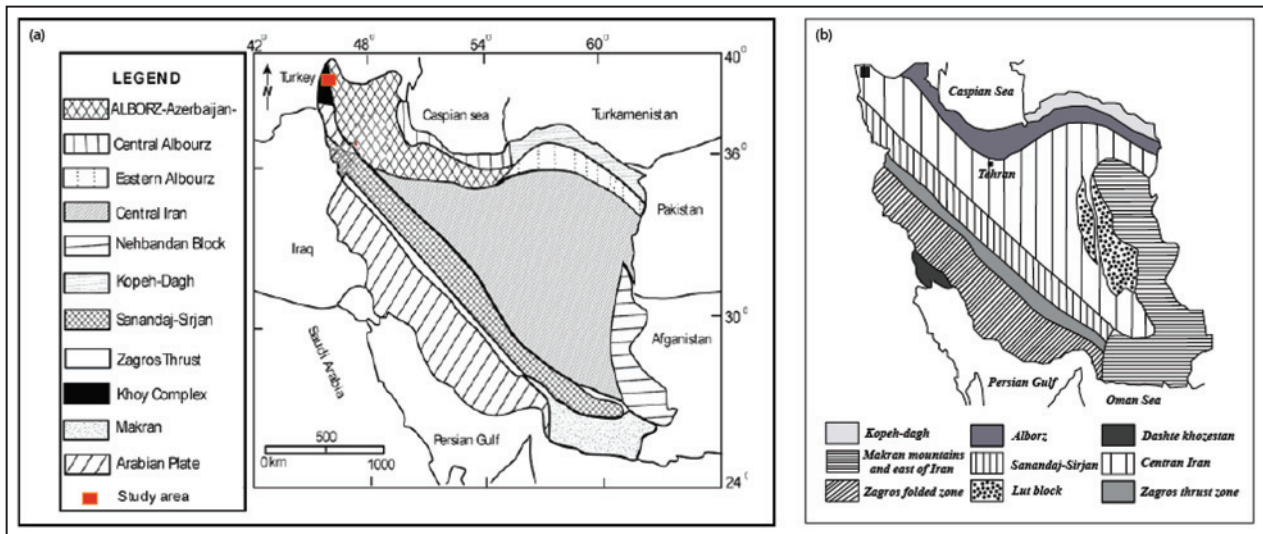 (a)
42° 48° 54° 60°
40°
36°
30°
24°
LEGEND
ALBORZ-Azerbaijan-
Central Albourz
Eastern Albourz
Central Iran
Nehbandan Block
Kopeh-Dagh
Sanandaj-Sirjan
Zagros Thrust
Khoy Complex
Makran
Arabian Plate
Study area
N
Turkey
Caspian sea
Turkamenistan
Pakistan
Iraq
Afganistan
Saudi Arabia
Persian Gulf
500
0km 1000
(b)
Caspian Sea
Tehran
Persian Gulf
Oman Sea
Kopeh-dagh
Alborz
Dashte khozestan
Makran mountains
and east of Iran
Sanandaj-Sirjan
Centran Iran
Zagros folded zone
Lut block
Zagros thrust zone